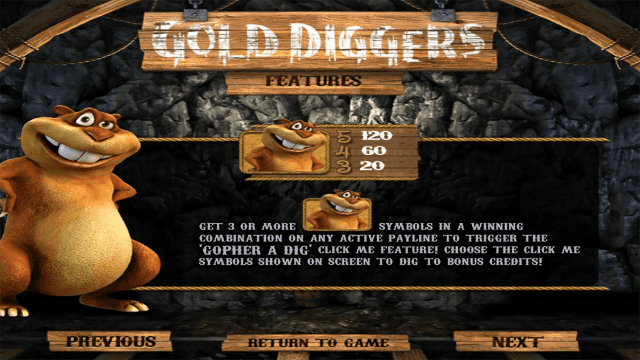 GOLD DIGGERS
FEATURES
5 120
4 60
3 20
GET 3 OR MORE SYMBOLS IN A WINNING
COMBINATION ON ANY ACTIVE PAYLINE TO TRIGGER THE
'GOPHER A DIG' CLICK ME FEATURE! CHOOSE THE CLICK ME
SYMBOLS SHOWN ON SCREEN TO DIG TO BONUS CREDITS!
PREVIOUS
RETURN TO GAME
NEXT